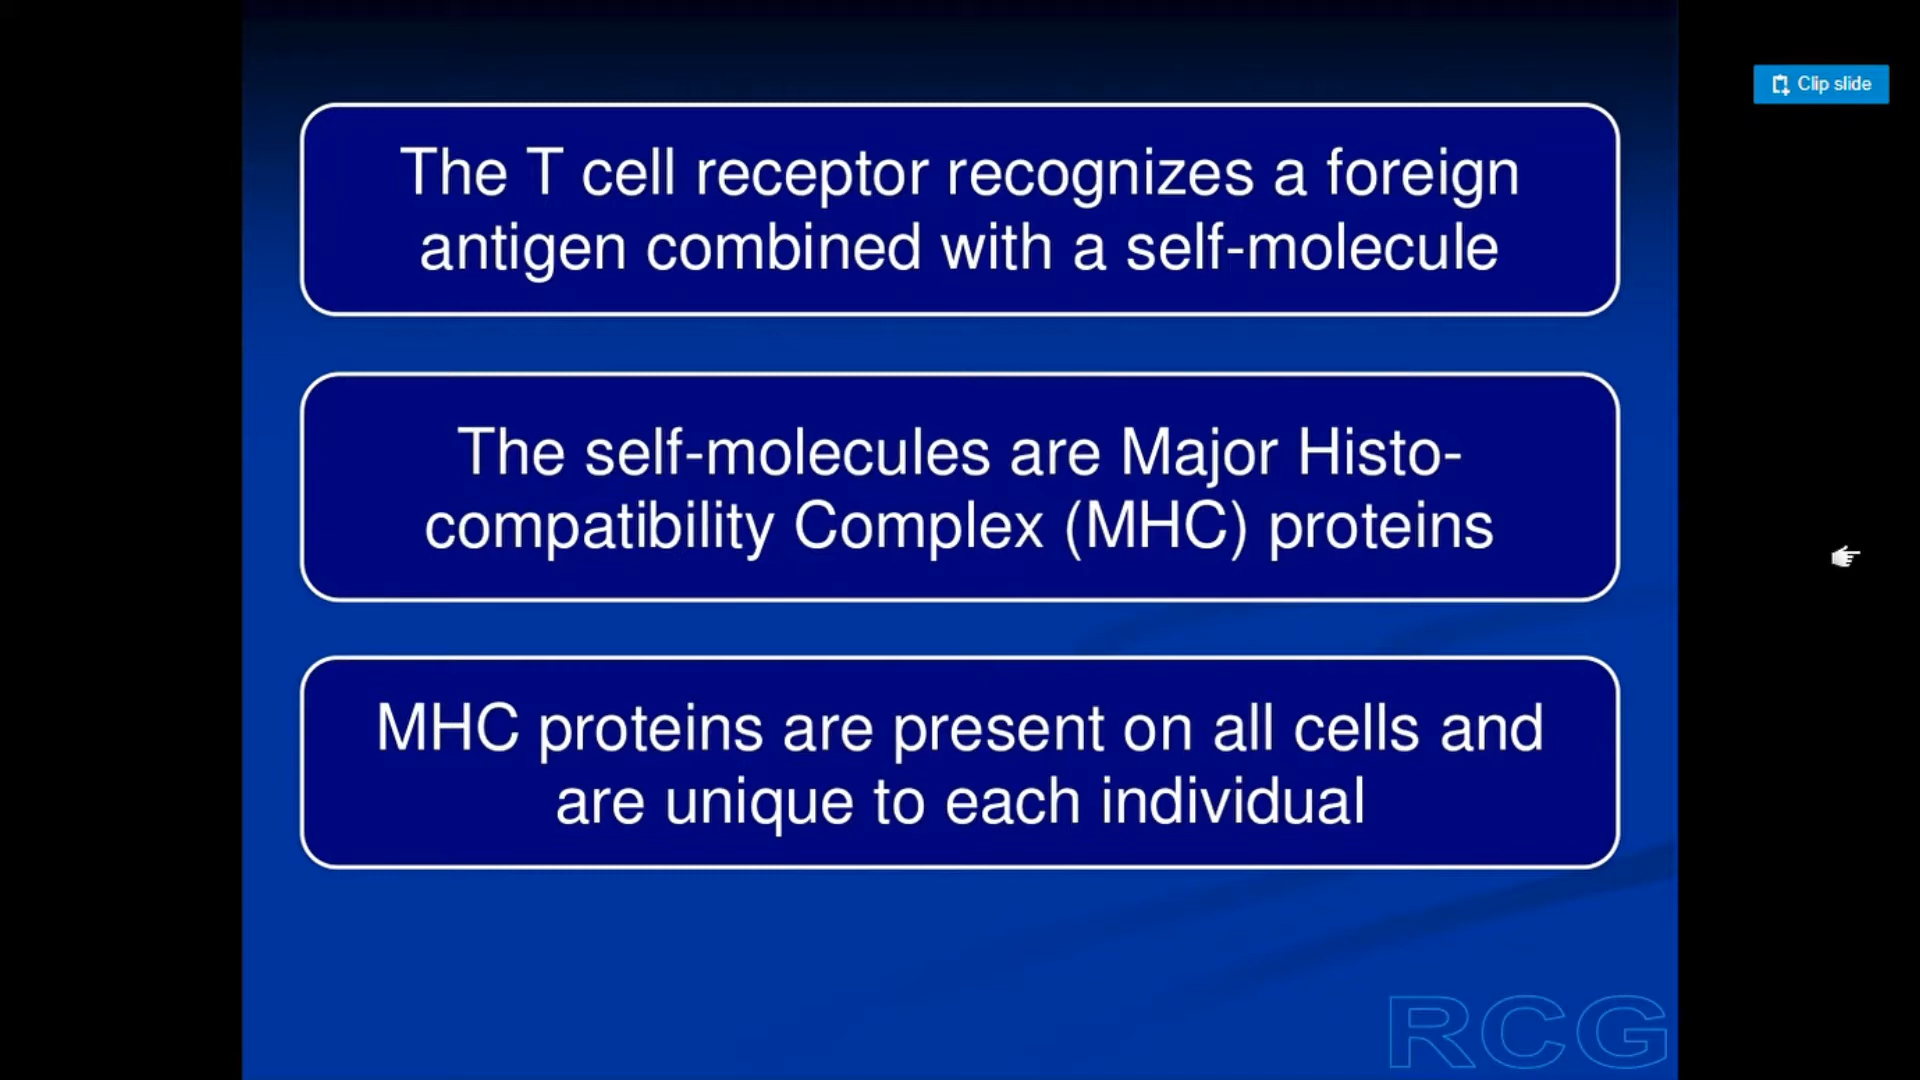 Clip slide
The T cell receptor recognizes a foreign
antigen combined with a self-molecule
The self-molecules are Major Histo-
compatibility Complex (MHC) proteins
MHC proteins are present on all cells and
are unique to each individual
RCG